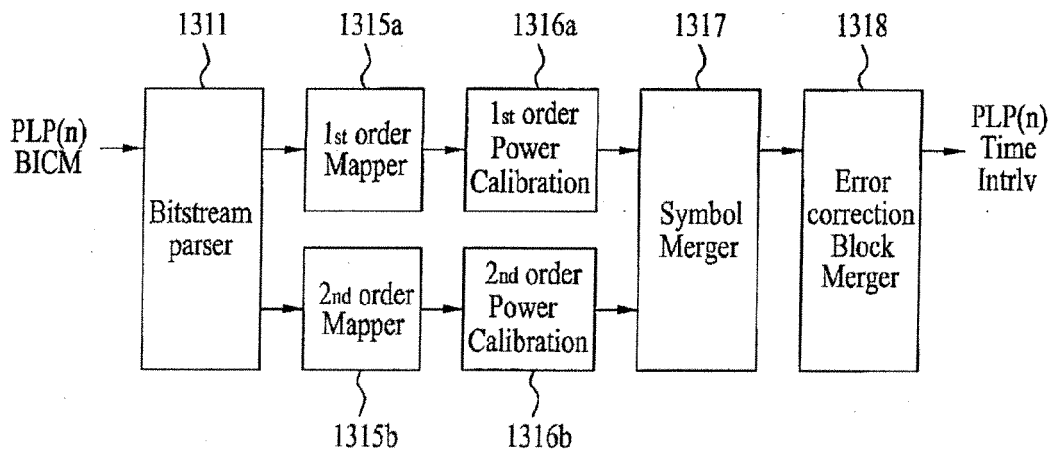 1311
1315a
1316a
1317
1318
PLP(n)
BICM
Bitstream
parser
1st order
Mapper
1st order
Power
Calibration
2nd order
Mapper
2nd order
Power
Calibration
Symbol
Merger
Error
correction
Block
Merger
PLP(n)
Time
Intrlv
1315b
1316b